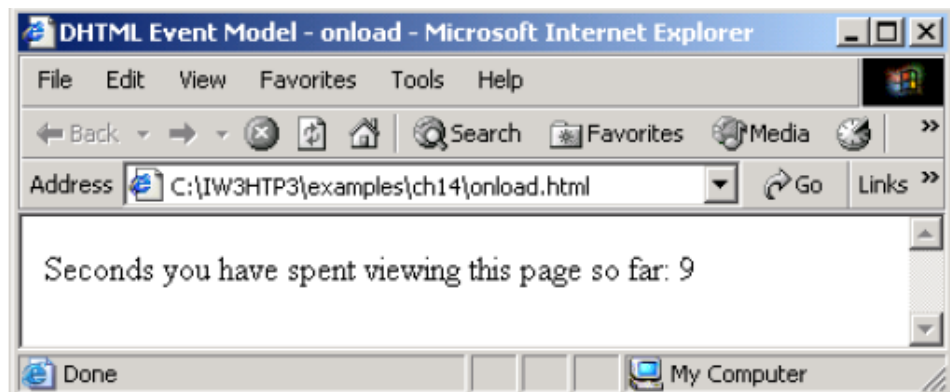 DHTML Event Model - onload - Microsoft Internet Explorer
File Edit View Favorites Tools Help
Back Search Favorites Media »
Address C:\IW3HTP3\examples\ch14\onload.html Go Links »
Seconds you have spent viewing this page so far: 9
Done My Computer